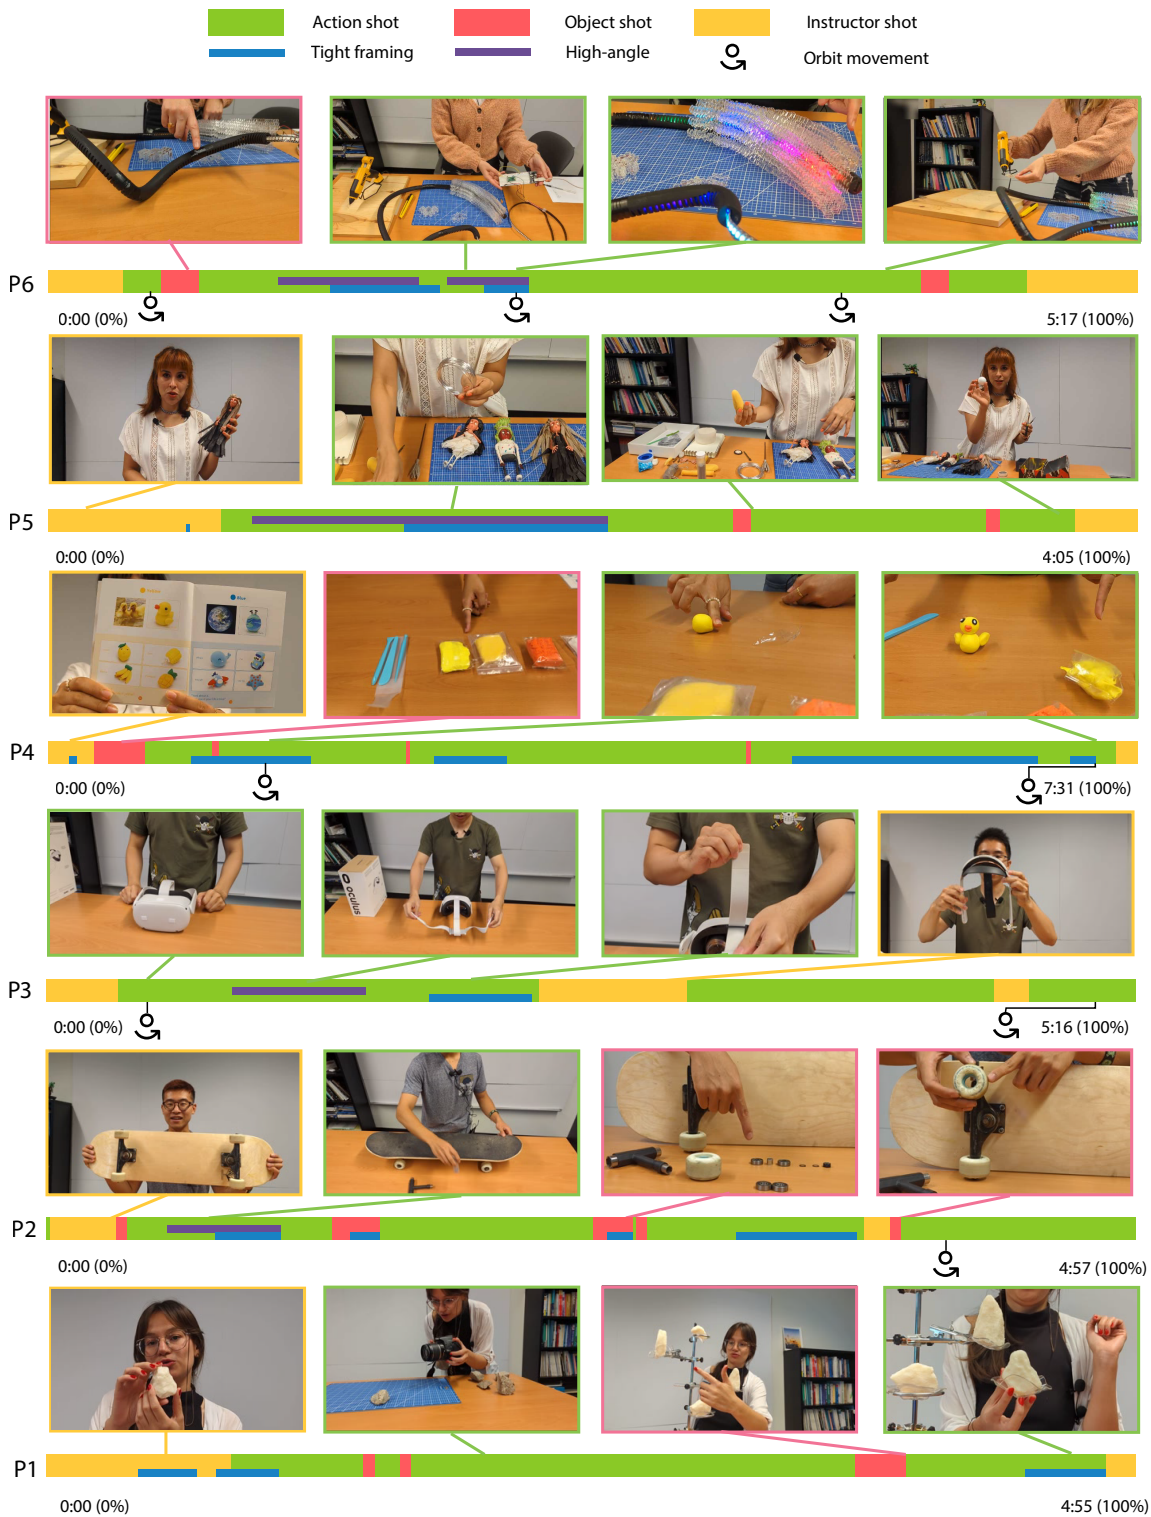 Action shot
Object shot
Instructor shot
Tight framing
High-angle
Orbit movement
P6
0:00 (0%)
5:17 (100%)
P5
0:00 (0%)
4:05 (100%)
P4
0:00 (0%)
7:31 (100%)
oculus
P3
0:00 (0%)
5:16 (100%)
P2
0:00 (0%)
4:57 (100%)
P1
0:00 (0%)
4:55 (100%)